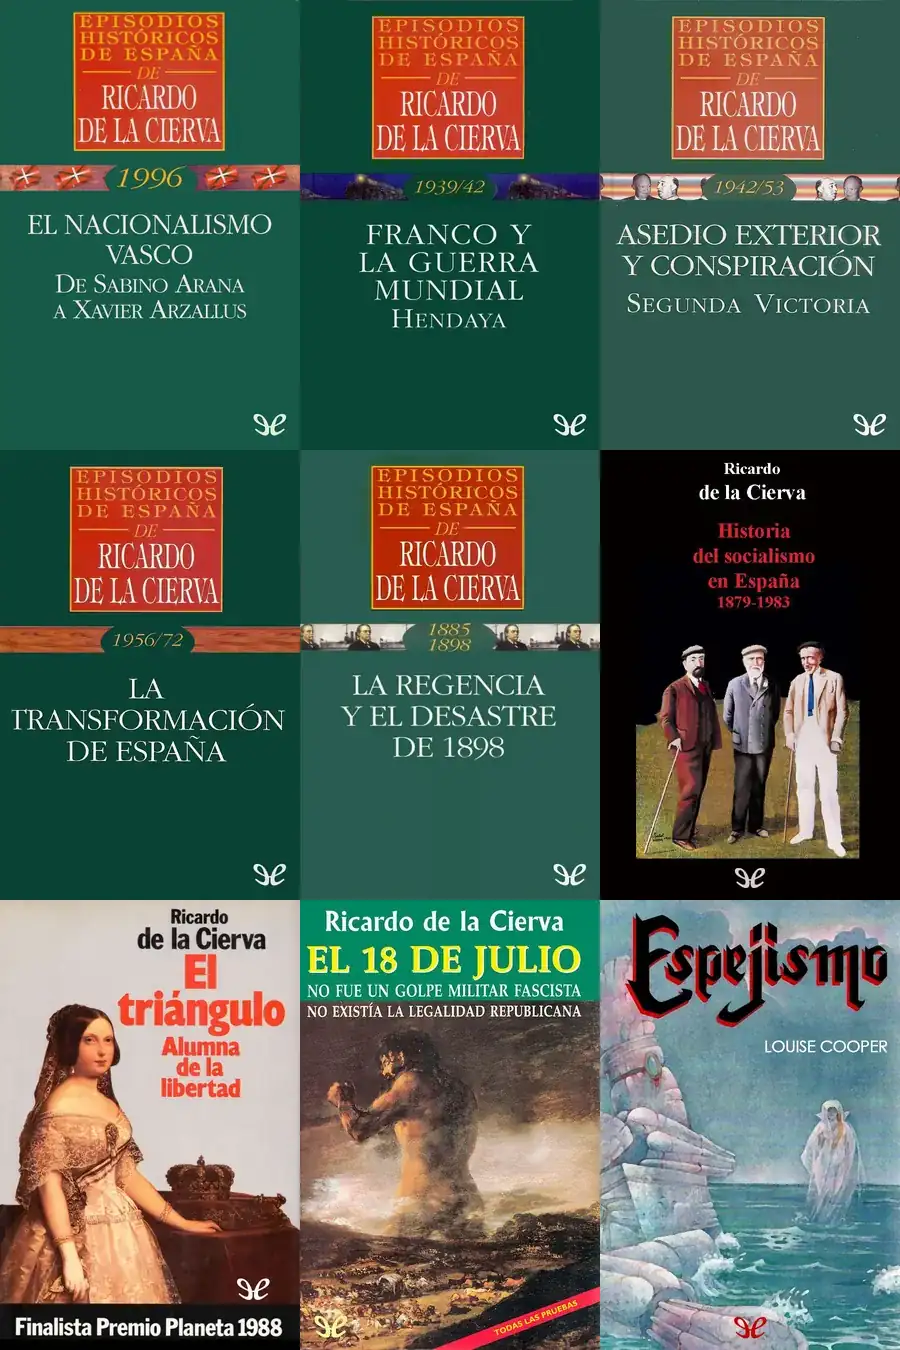 EPISODIOS
HISTÓRICOS
DE ESPAÑA
DE
RICARDO
DE LA CIERVA
1996
EL NACIONALISMO
VASCO
DE SABINO ARANA
A XAVIER ARZALLUS
EPISODIOS
HISTÓRICOS
DE ESPAÑA
DE
RICARDO
DE LA CIERVA
1939/42
FRANCO Y
LA GUERRA
MUNDIAL
HENDAYA
EPISODIOS
HISTÓRICOS
DE ESPAÑA
DE
RICARDO
DE LA CIERVA
1942/53
ASEDIO EXTERIOR
Y CONSPIRACIÓN
SEGUNDA VICTORIA
EPISODIOS
HISTÓRICOS
DE ESPAÑA
DE
RICARDO
DE LA CIERVA
1956/72
LA
TRANSFORMACIÓN
DE ESPAÑA
EPISODIOS
HISTÓRICOS
DE ESPAÑA
DE
RICARDO
DE LA CIERVA
1885
1898
LA REGENCIA
Y EL DESASTRE
DE 1898
Ricardo
de la Cierva
Historia
del socialismo
en España
1879-1983
Ricardo
de la Cierva
El
triángulo
Alumna
de la
libertad
Finalista Premio Planeta 1988
Ricardo de la Cierva
EL 18 DE JULIO
NO FUE UN GOLPE MILITAR FASCISTA
NO EXISTÍA LA LEGALIDAD REPUBLICANA
TODAS LAS PRUEBAS
Espejismo
LOUISE COOPER